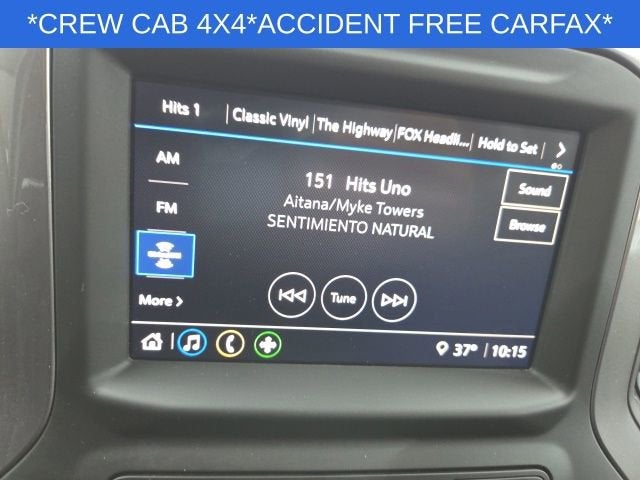 *CREW CAB 4X4*ACCIDENT FREE CARFAX*
Hits 1 | Classic Vinyl | The Highway | FOX Headli... | Hold to Set | >
AM
151 Hits Uno
Sound
Aitana/Myke Towers
FM
SENTIMIENTO NATURAL
Browse
More >
Tune
37° | 10:15